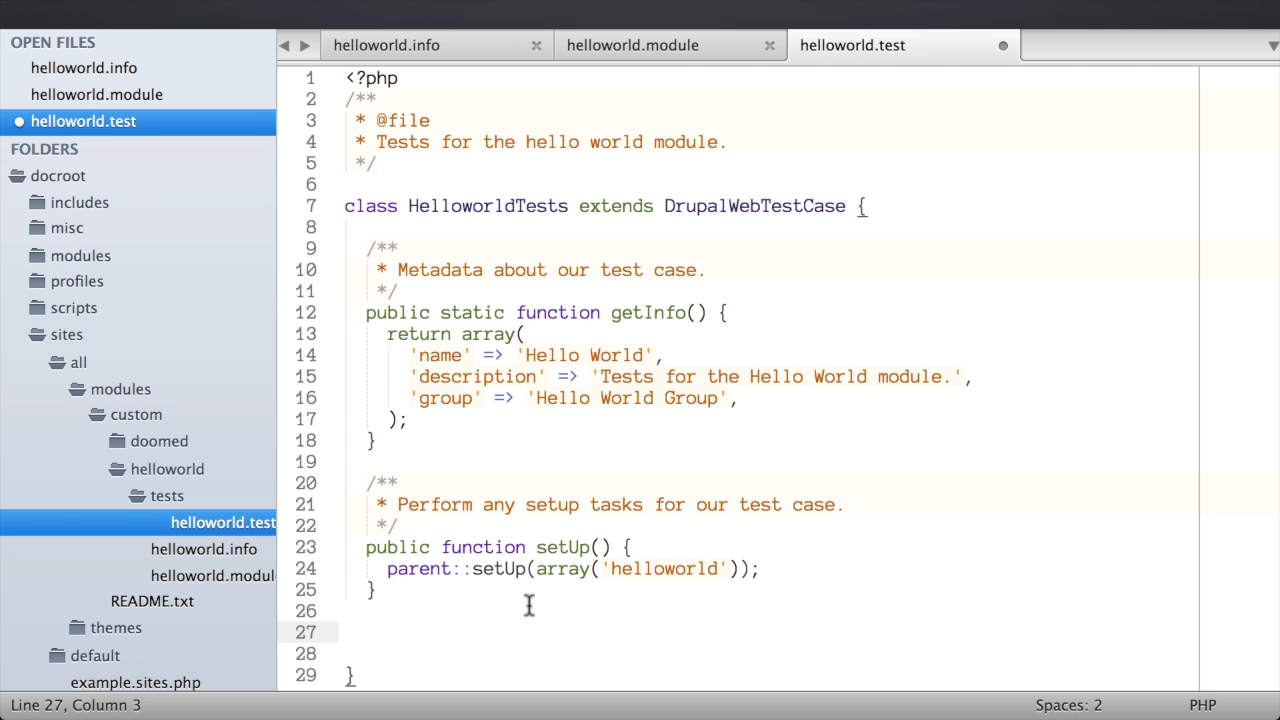 OPEN FILES
helloworld.info
helloworld.module
helloworld.test
FOLDERS
docroot
includes
misc
modules
profiles
scripts
sites
all
modules
custom
doomed
helloworld
tests
helloworld.test
helloworld.info
helloworld.modul
README.txt
themes
default
example.sites.php
helloworld.info
helloworld.module
helloworld.test
1 <?php
2 /**
3 * @file
4 * Tests for the hello world module.
5 */
6
7 class HelloworldTests extends DrupalWebTestCase {
8
9 /**
10 * Metadata about our test case.
11 */
12 public static function getInfo() {
13 return array(
14 'name' => 'Hello World',
15 'description' => 'Tests for the Hello World module.',
16 'group' => 'Hello World Group',
17 );
18 }
19
20 /**
21 * Perform any setup tasks for our test case.
22 */
23 public function setUp() {
24 parent::setUp(array('helloworld'));
25 }
26
27
28
29 }
Line 27, Column 3
Spaces: 2
PHP